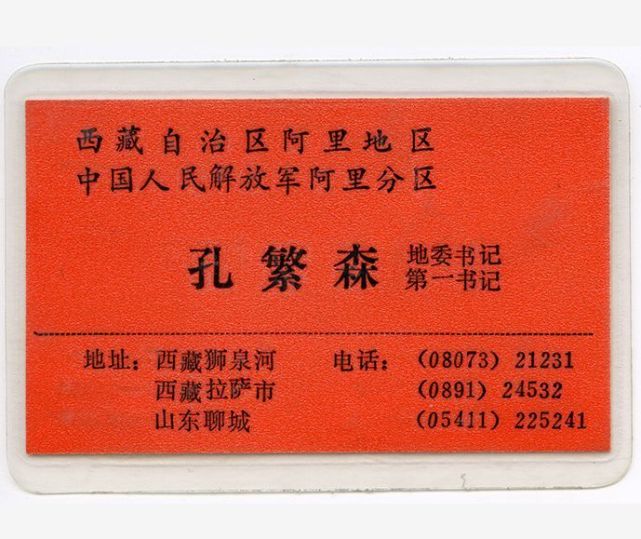 西藏自治区阿里地区
中国人民解放军阿里分区
孔繁森 地委书记
第一书记
地址：西藏狮泉河 电话：(08073) 21231
西藏拉萨市 (0891) 24532
山东聊城 (05411) 225241